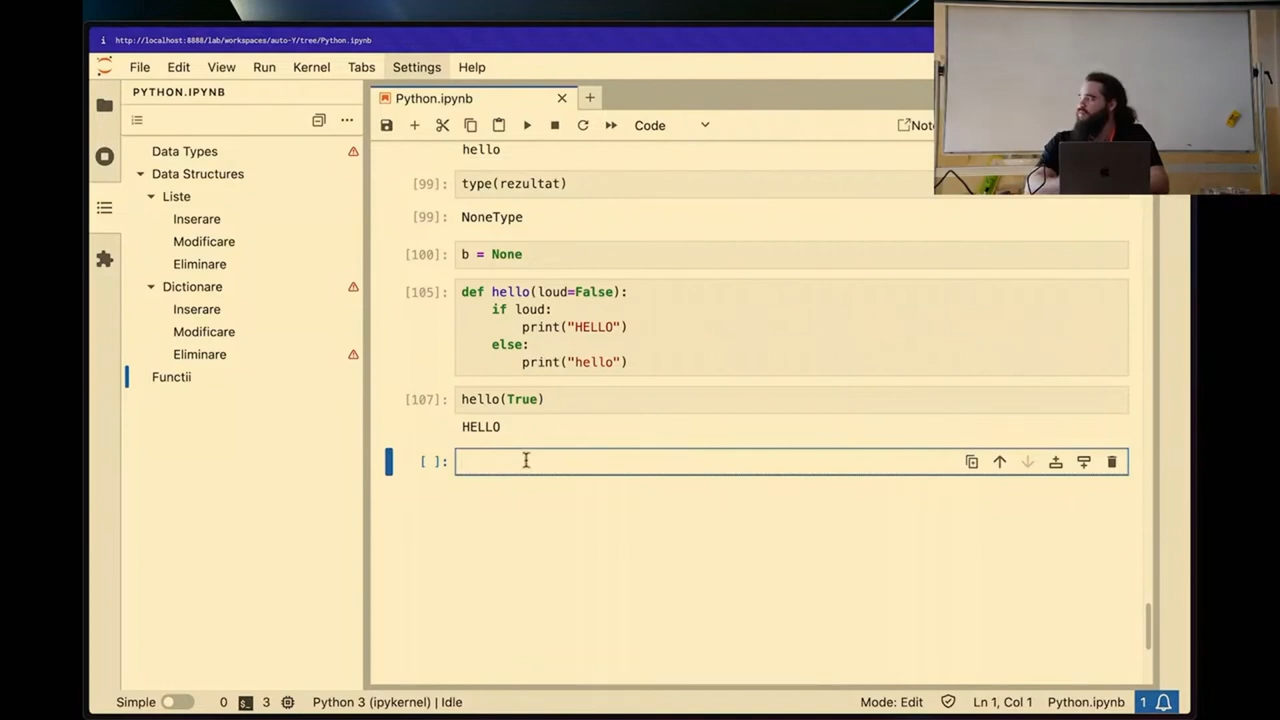 http://localhost:8888/lab/workspaces/auto-Y/tree/Python.ipynb
File Edit View Run Kernel Tabs Settings Help
PYTHON.IPYNB
Python.ipynb
Code
Data Types
Data Structures
Liste
Inserare
Modificare
Eliminare
Dictionare
Inserare
Modificare
Eliminare
Functii
hello
[99]: type(rezultat)
[99]: NoneType
[100]: b = None
[105]: def hello(loud=False):
if loud:
print("HELLO")
else:
print("hello")
[107]: hello(True)
HELLO
[ ]:
Simple 0 3 Python 3 (ipykernel) | Idle Mode: Edit Ln 1, Col 1 Python.ipynb 1